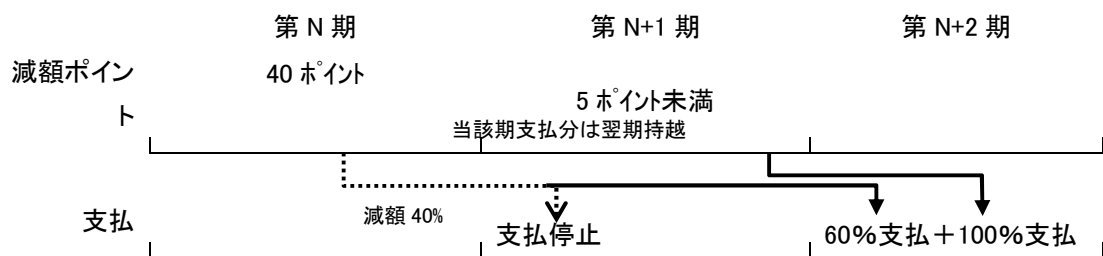 第 N 期 第 N+1 期 第 N+2 期
減額ポイント
40 ポイント
5 ポイント未満
当該期支払分は翌期持越
減額 40%
支払
支払停止
60%支払＋100%支払